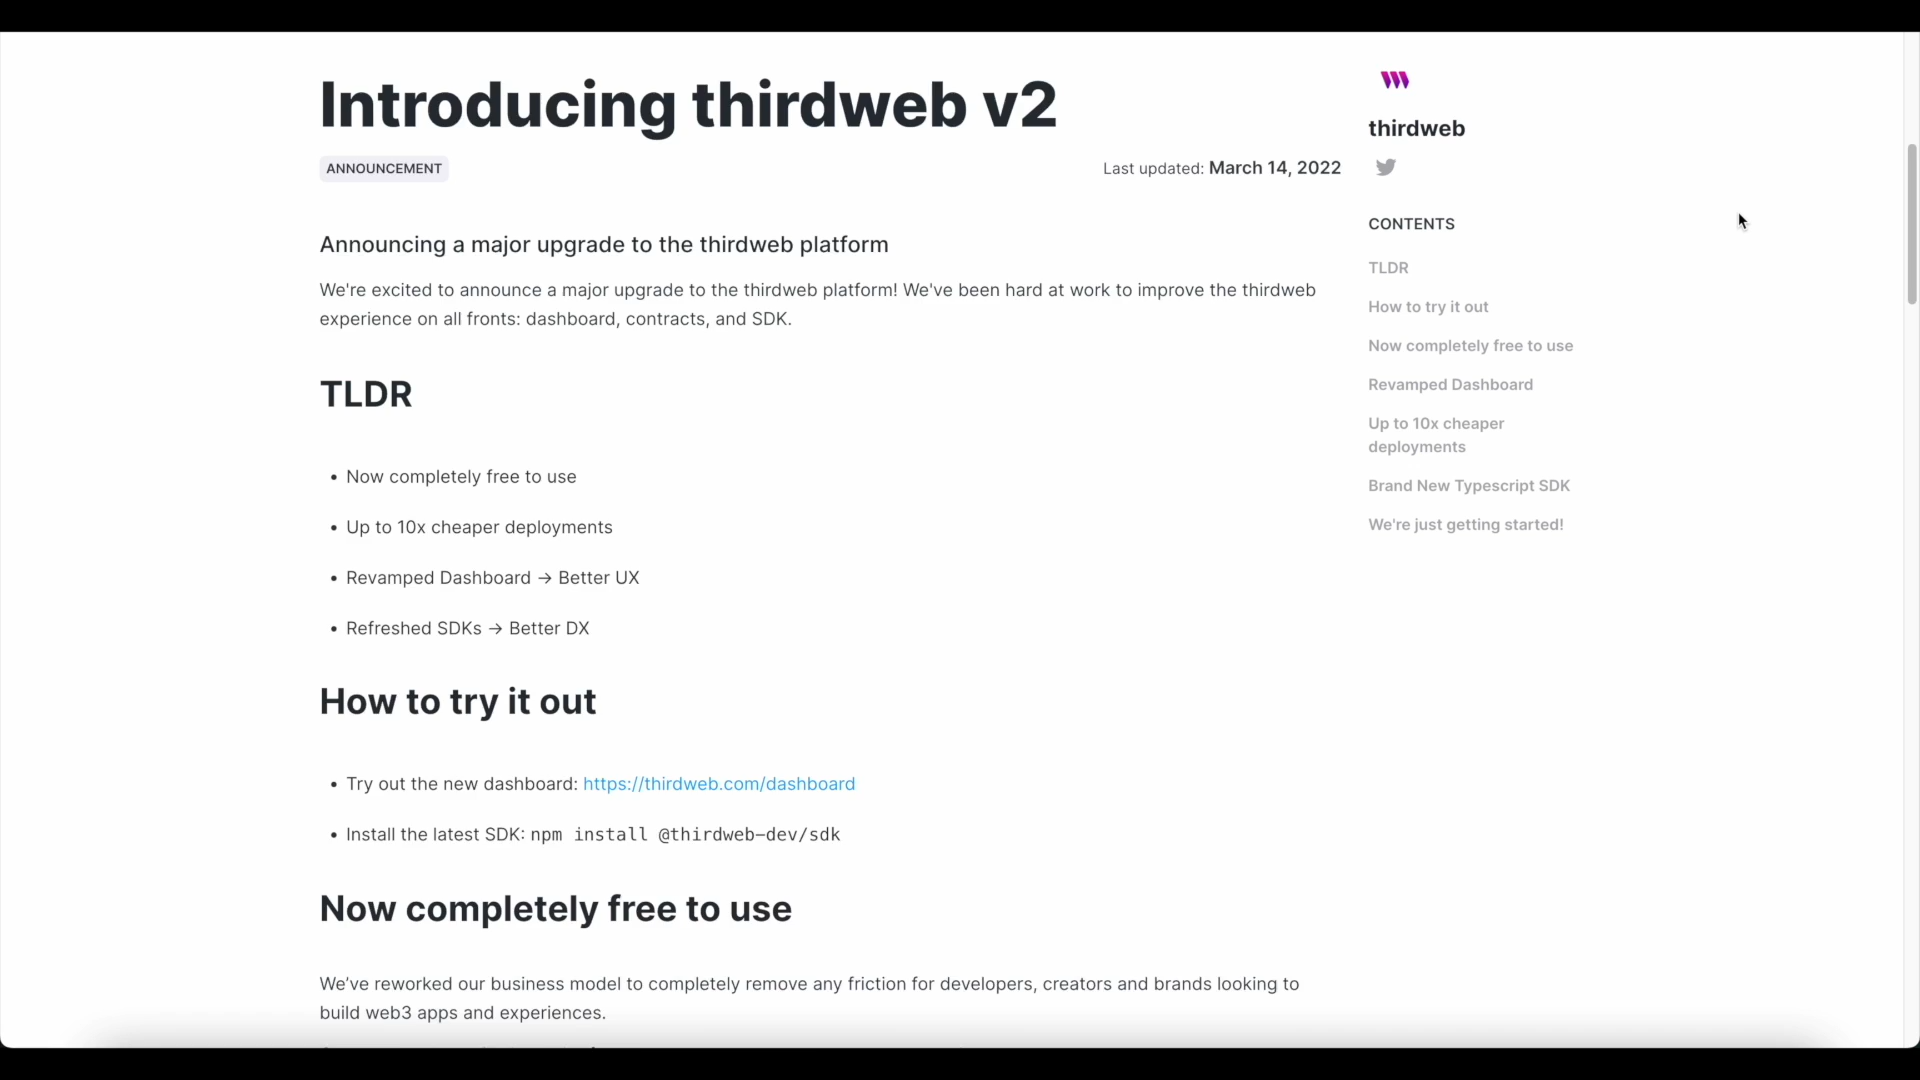 Introducing thirdweb v2
ANNOUNCEMENT
Last updated: March 14, 2022
Announcing a major upgrade to the thirdweb platform
We're excited to announce a major upgrade to the thirdweb platform! We've been hard at work to improve the thirdweb
experience on all fronts: dashboard, contracts, and SDK.
TLDR
• Now completely free to use
• Up to 10x cheaper deployments
• Revamped Dashboard → Better UX
• Refreshed SDKs → Better DX
How to try it out
• Try out the new dashboard: https://thirdweb.com/dashboard
• Install the latest SDK: npm install @thirdweb-dev/sdk
Now completely free to use
We’ve reworked our business model to completely remove any friction for developers, creators and brands looking to
build web3 apps and experiences.
thirdweb
CONTENTS
TLDR
How to try it out
Now completely free to use
Revamped Dashboard
Up to 10x cheaper
deployments
Brand New Typescript SDK
We're just getting started!